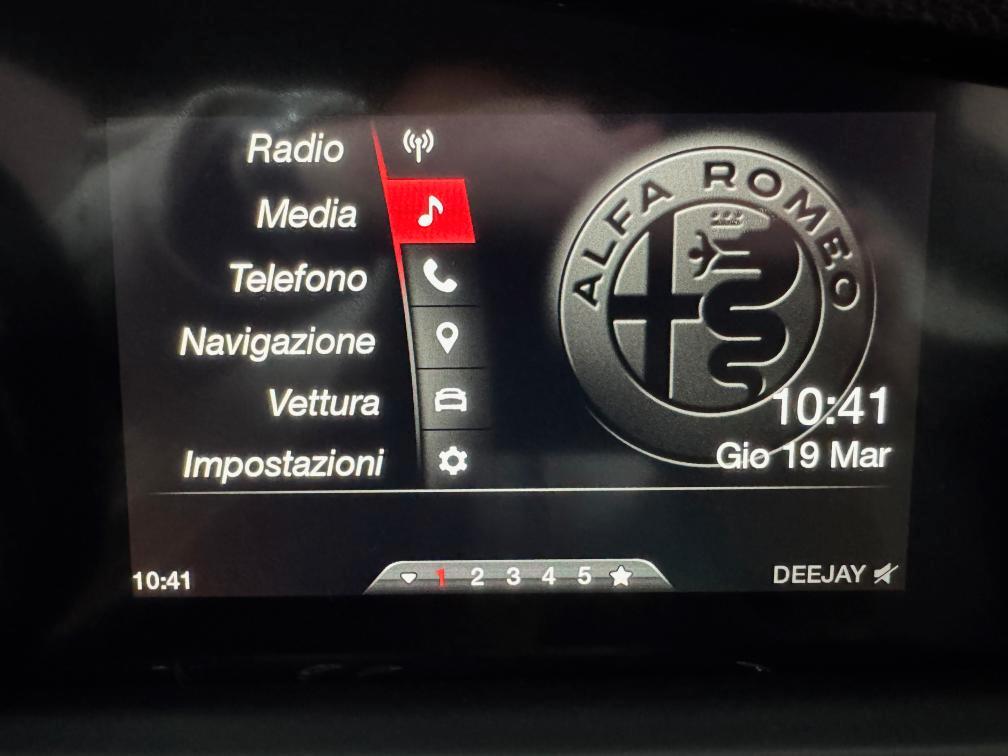 Radio
Media
Telefono
Navigazione
Vettura
Impostazioni
ALFA ROMEO
10:41
Gio 19 Mar
10:41
1 2 3 4 5
DEEJAY